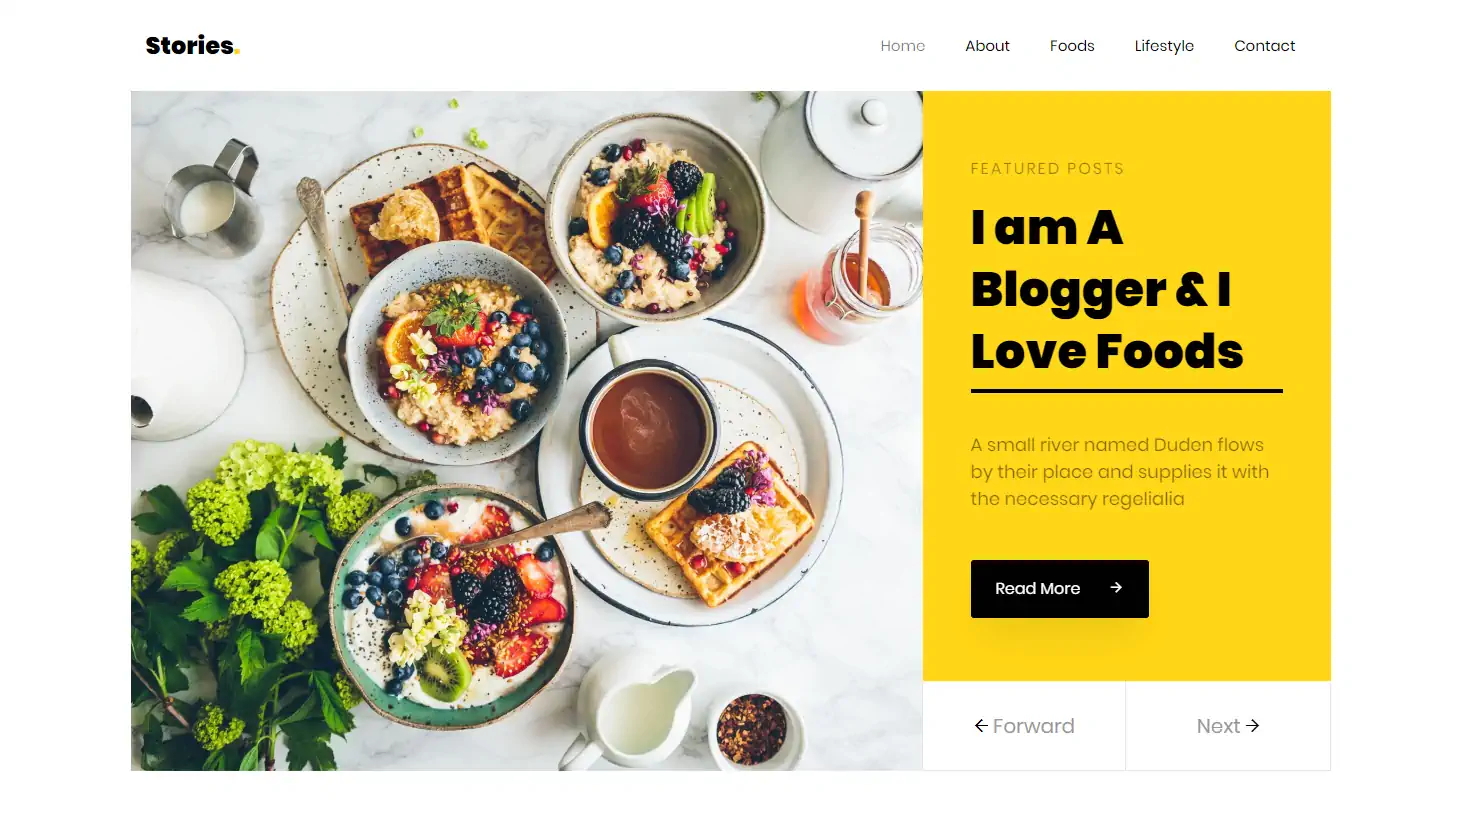 Stories.
Home About Foods Lifestyle Contact
FEATURED POSTS
I am A
Blogger & I
Love Foods
A small river named Duden flows
by their place and supplies it with
the necessary regelialia
Read More →
← Forward
Next →